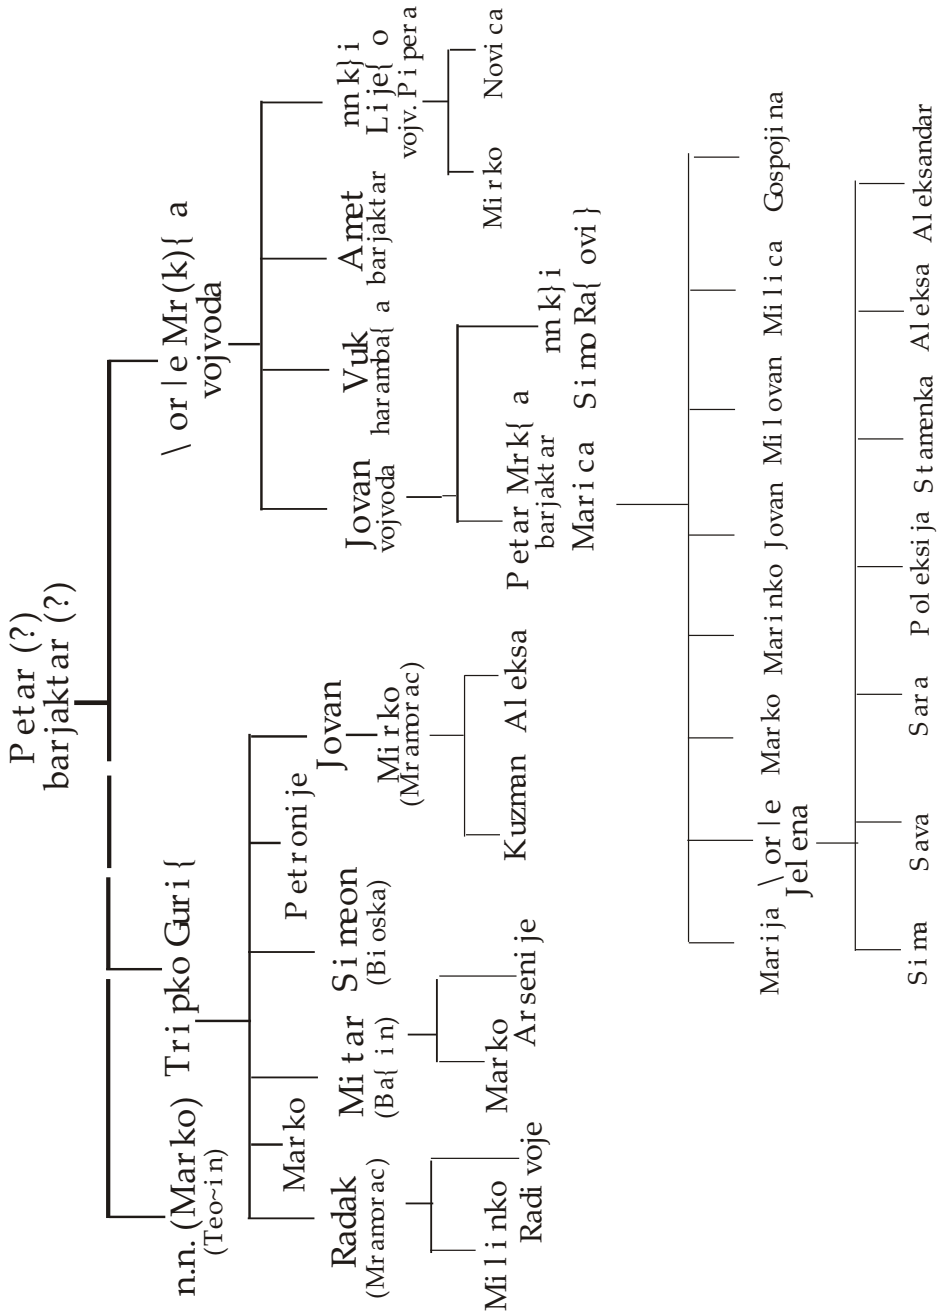 Petar (?)
barjaktar (?)
n.n. (Marko)
(Teo~in)
Tripko Guri{
\or|e Mr(k){a
vojvoda
Radak
(Mramorac)
Marko
Mitar
(Ba{in)
Simeon
(Bioska)
Petronije
Jovan
Mirko
(Mramorac)
Jovan
vojvoda
Vuk
haramba{a
Amet
barjaktar
nn k}i
Lije{o
vojv. Pipera
Milinko
Radivoje
Marko
Arsenije
Kuzman
Aleksa
Petar Mrk{a
barjaktar
Marica
nn k}i
Simo Ra{ovi}
Mirko
Novica
Marija
\or|e
Jelena
Marko
Marinko
Jovan
Milovan
Milica
Gospojina
Sima
Sava
Sara
Poleksija
Stamenka
Aleksa
Aleksandar